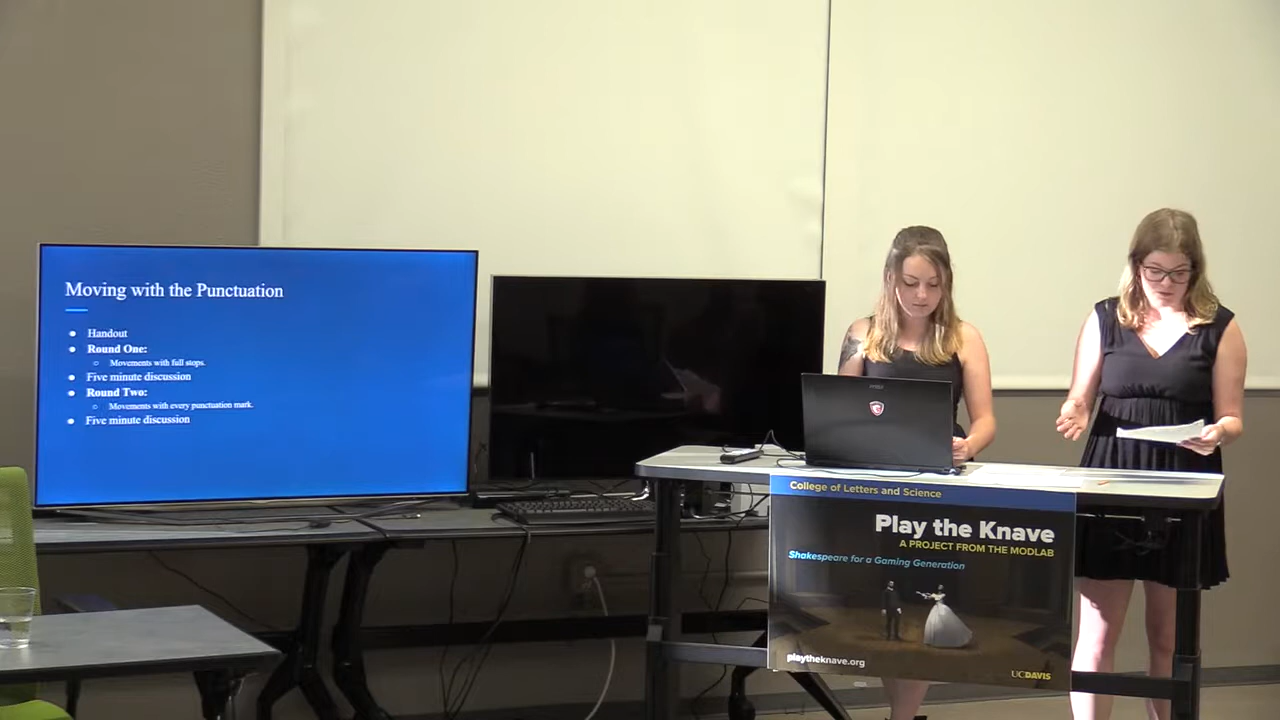 Moving with the Punctuation
Handout
Round One:
Movements with full stops.
Five minute discussion
Round Two:
Movements with every punctuation mark.
Five minute discussion
College of Letters and Science
Play the Knave
A PROJECT FROM THE MODLAB
Shakespeare for a Gaming Generation
playtheknave.org
UCDAVIS